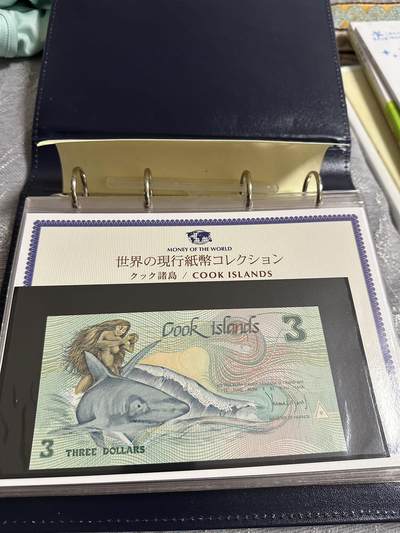 MONEY OF THE WORLD
世界の現行紙幣コレクション
クック諸島 / COOK ISLANDS
Cook Islands
3
3
THREE DOLLARS